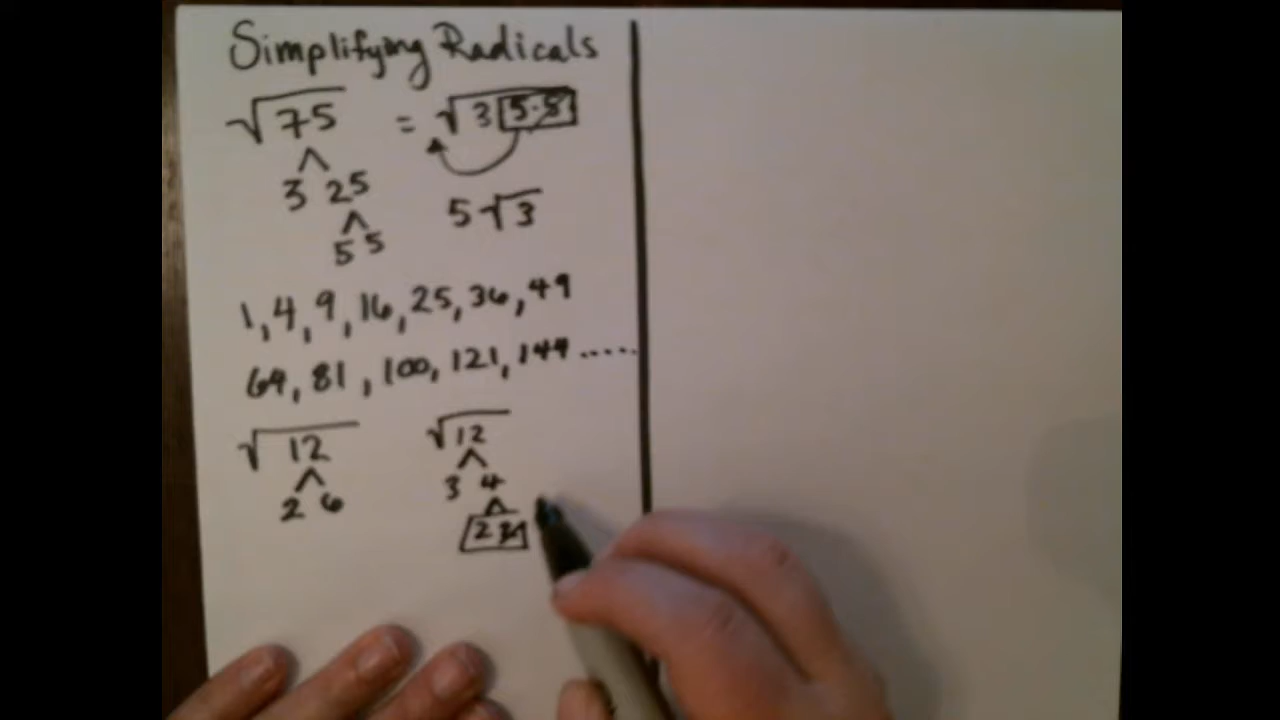 Simplifying Radicals
√75 = √3 5·5
3 25
5 5
5√3
1, 4, 9, 16, 25, 36, 49
64, 81, 100, 121, 144 .....
√12
2 6
√12
3 4
2 2